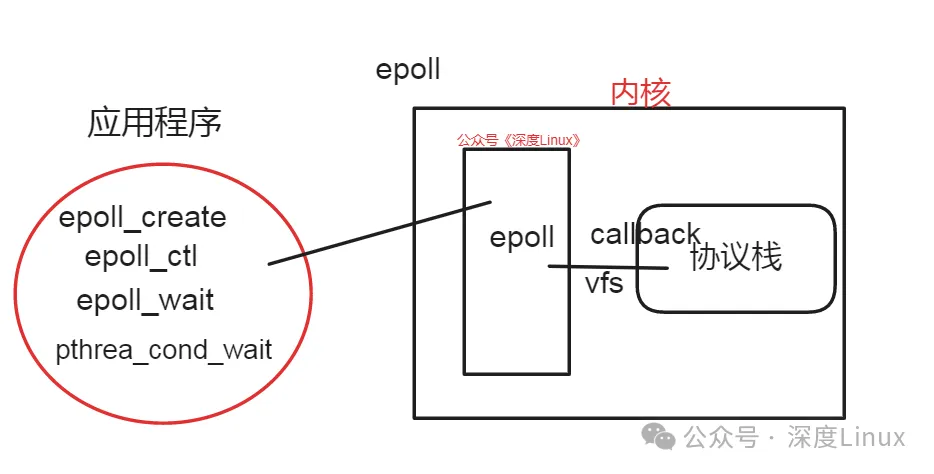 epoll
内核
应用程序
公众号《深度Linux》
epoll_create
epoll_ctl
epoll_wait
pthrea_cond_wait
epoll
callback
vfs
协议栈
公众号 · 深度Linux